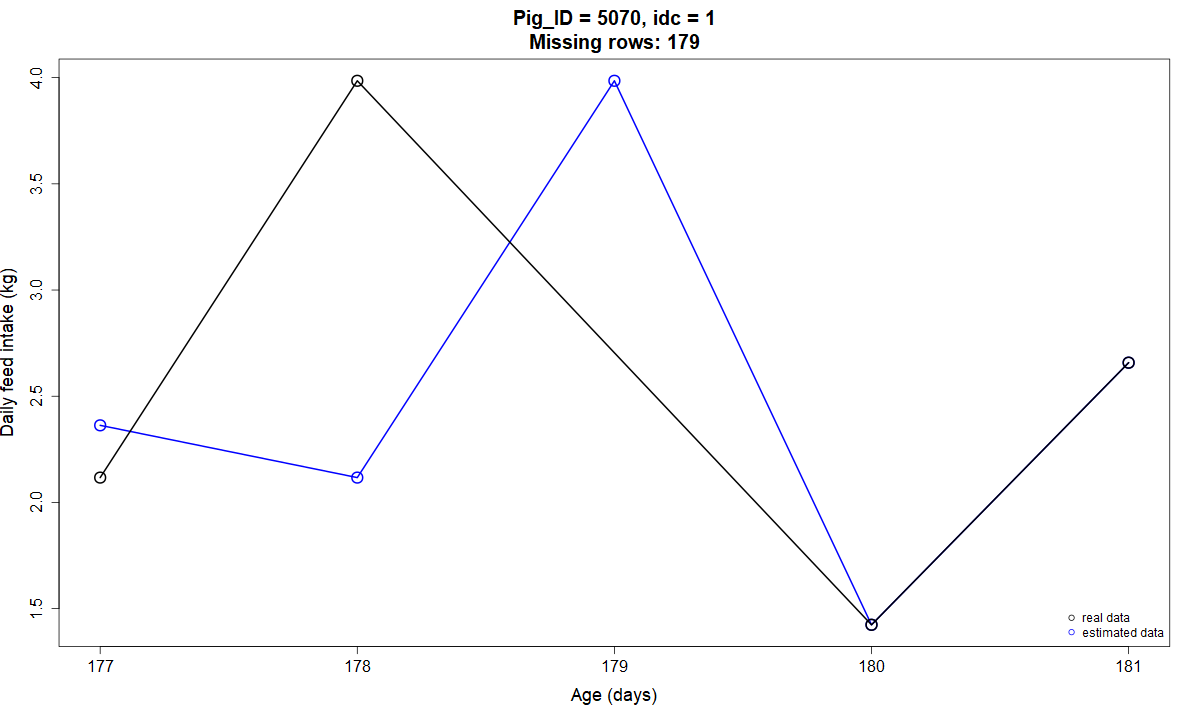 Pig_ID = 5070, idc = 1
Missing rows: 179
Daily feed intake (kg)
4.0
3.5
3.0
2.5
2.0
1.5
177
178
179
180
181
Age (days)
real data
estimated data